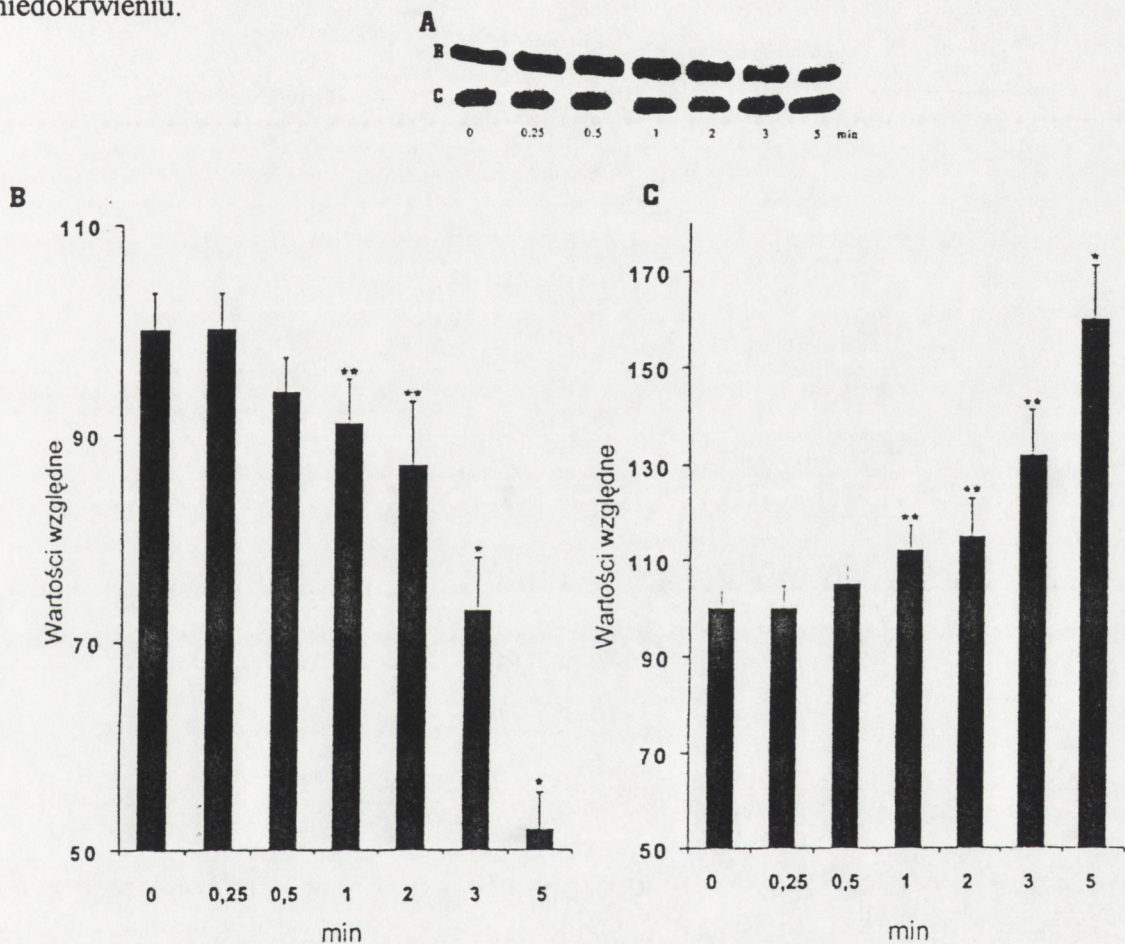 niedokrwieniu.
A
H
C
0 0.25 0.5 1 2 3 5 min
B
110
90
70
50
Wartości względne
** ** * *
0 0,25 0,5 1 2 3 5
min
C
170
150
130
110
90
70
50
Wartości względne
** ** ** *
0 0,25 0,5 1 2 3 5
min